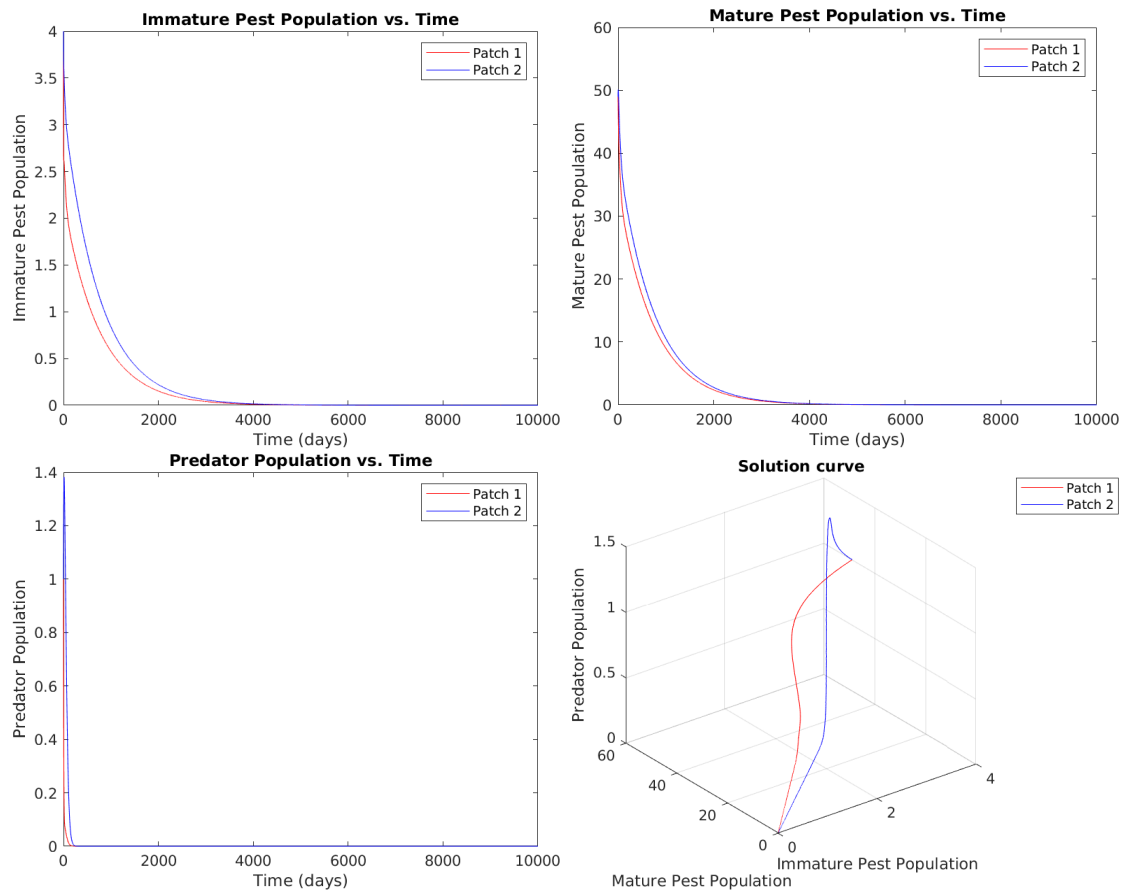 Immature Pest Population vs. Time
4
3.5
3
2.5
2
1.5
1
0.5
0
Immature Pest Population
Patch 1
Patch 2
0 2000 4000 6000 8000 10000
Time (days)
Mature Pest Population vs. Time
60
50
40
30
20
10
0
Mature Pest Population
Patch 1
Patch 2
0 2000 4000 6000 8000 10000
Time (days)
Predator Population vs. Time
1.4
1.2
1
0.8
0.6
0.4
0.2
0
Predator Population
Patch 1
Patch 2
0 2000 4000 6000 8000 10000
Time (days)
Solution curve
Patch 1
Patch 2
1.5
1
0.5
0
Predator Population
60
40
20
0
0
2
4
Immature Pest Population
Mature Pest Population